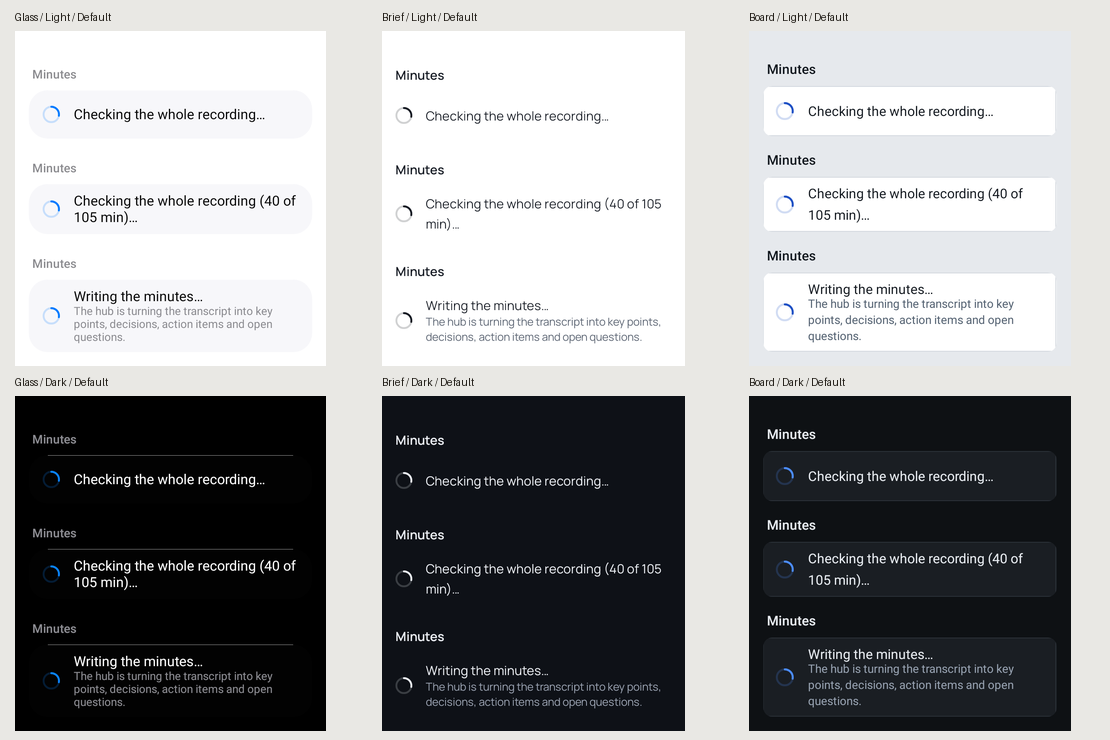 Glass / Light / Default
Minutes
Checking the whole recording...
Minutes
Checking the whole recording (40 of
105 min)...
Minutes
Writing the minutes...
The hub is turning the transcript into key
points, decisions, action items and open
questions.
Brief / Light / Default
Minutes
Checking the whole recording...
Minutes
Checking the whole recording (40 of 105
min)...
Minutes
Writing the minutes...
The hub is turning the transcript into key points,
decisions, action items and open questions.
Board / Light / Default
Minutes
Checking the whole recording...
Minutes
Checking the whole recording (40 of
105 min)...
Minutes
Writing the minutes...
The hub is turning the transcript into key
points, decisions, action items and open
questions.
Glass / Dark / Default
Minutes
Checking the whole recording...
Minutes
Checking the whole recording (40 of
105 min)...
Minutes
Writing the minutes...
The hub is turning the transcript into key
points, decisions, action items and open
questions.
Brief / Dark / Default
Minutes
Checking the whole recording...
Minutes
Checking the whole recording (40 of 105
min)...
Minutes
Writing the minutes...
The hub is turning the transcript into key points,
decisions, action items and open questions.
Board / Dark / Default
Minutes
Checking the whole recording...
Minutes
Checking the whole recording (40 of
105 min)...
Minutes
Writing the minutes...
The hub is turning the transcript into key
points, decisions, action items and open
questions.